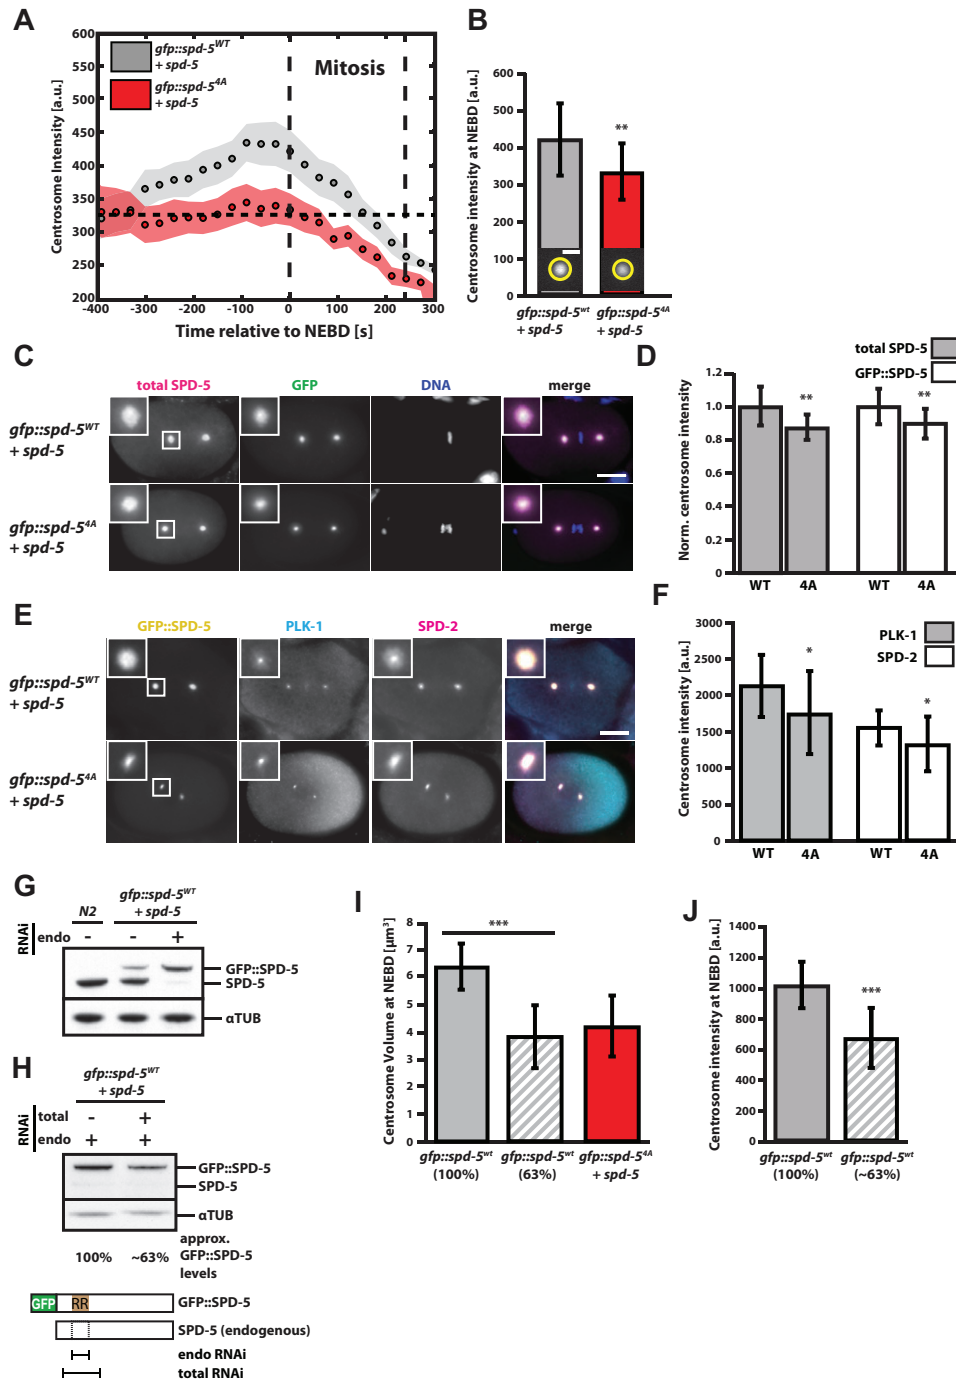 A
Centrosome Intensity [a.u.]
600
550
500
450
400
350
300
250
200
gfp::spd-5WT
+ spd-5
gfp::spd-54A
+ spd-5
Mitosis
-400 -300 -200 -100 0 100 200 300
Time relative to NEBD [s]
B
Centrosome intensity at NEBD [a.u.]
600
500
400
300
200
100
0
**
gfp::spd-5wt
+ spd-5
gfp::spd-54A
+ spd-5
C
total SPD-5 GFP DNA merge
gfp::spd-5WT
+ spd-5
gfp::spd-54A
+ spd-5
D
total SPD-5
GFP::SPD-5
Norm. centrosome intensity
1.2
1.0
0.8
0.6
0.4
0.2
0
** **
WT 4A WT 4A
E
GFP::SPD-5 PLK-1 SPD-2 merge
gfp::spd-5WT
+ spd-5
gfp::spd-54A
+ spd-5
F
PLK-1
SPD-2
Centrosome intensity [a.u.]
3000
2500
2000
1500
1000
500
0
* *
WT 4A WT 4A
G
gfp::spd-5WT
N2 + spd-5
RNAi
endo - - +
GFP::SPD-5
SPD-5
αTUB
H
gfp::spd-5WT
+ spd-5
RNAi
total - +
endo + +
GFP::SPD-5
SPD-5
αTUB
100% ~63%
approx.
GFP::SPD-5
levels
GFP RR GFP::SPD-5
SPD-5 (endogenous)
endo RNAi
total RNAi
I
Centrosome Volume at NEBD [µm³]
8
7
6
5
4
3
2
1
0
***
gfp::spd-5wt
(100%)
gfp::spd-5wt
(63%)
gfp::spd-54A
+ spd-5
J
Centrosome intensity at NEBD [a.u.]
1400
1200
1000
800
600
400
200
0
***
gfp::spd-5wt
(100%)
gfp::spd-5wt
(~63%)